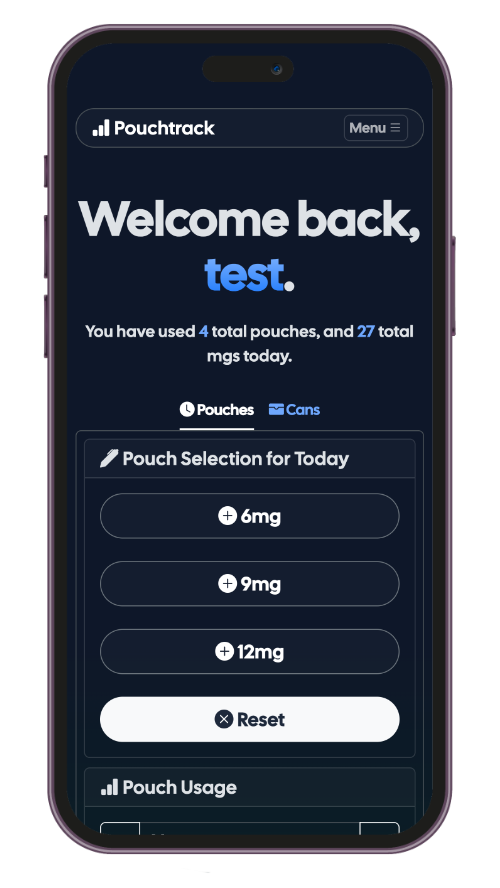 Pouchtrack
Menu
Welcome back,
test.
You have used 4 total pouches, and 27 total
mgs today.
Pouches Cans
Pouch Selection for Today
6mg
9mg
12mg
Reset
Pouch Usage